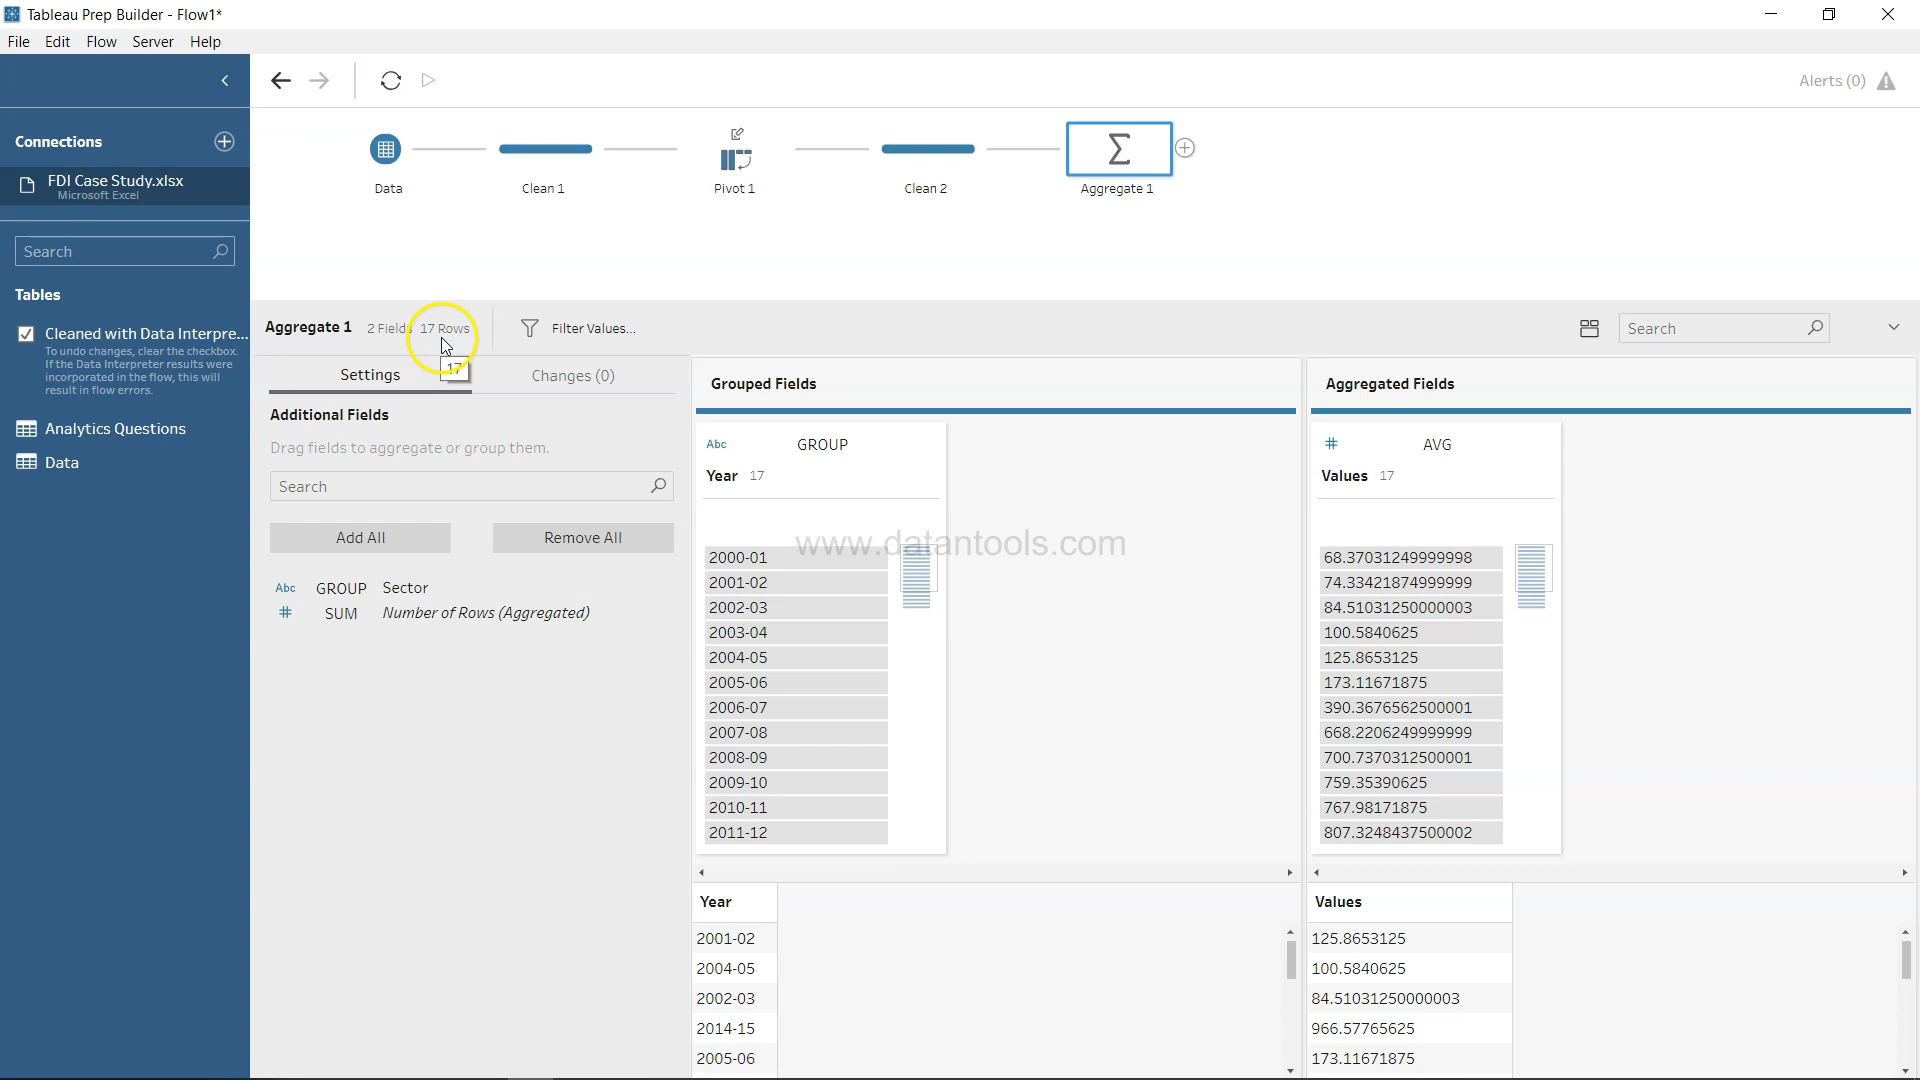 Tableau Prep Builder - Flow1*
File Edit Flow Server Help
Alerts (0)
Connections
FDI Case Study.xlsx
Microsoft Excel
Search
Tables
Cleaned with Data Interpre...
To undo changes, clear the checkbox.
If the Data Interpreter results were
incorporated in the flow, this will
result in flow errors.
Analytics Questions
Data
Data
Clean 1
Pivot 1
Clean 2
Aggregate 1
Aggregate 1 2 Fields 17 Rows
Filter Values...
Search
17
Settings
Changes (0)
Additional Fields
Drag fields to aggregate or group them.
Search
Add All
Remove All
Abc GROUP Sector
# SUM Number of Rows (Aggregated)
Grouped Fields
Abc GROUP
Year 17
2000-01
2001-02
2002-03
2003-04
2004-05
2005-06
2006-07
2007-08
2008-09
2009-10
2010-11
2011-12
www.datantools.com
Aggregated Fields
# AVG
Values 17
68.37031249999998
74.33421874999999
84.51031250000003
100.5840625
125.8653125
173.11671875
390.3676562500001
668.2206249999999
700.7370312500001
759.35390625
767.98171875
807.3248437500002
Year
2001-02
2004-05
2002-03
2014-15
2005-06
Values
125.8653125
100.5840625
84.51031250000003
966.57765625
173.11671875